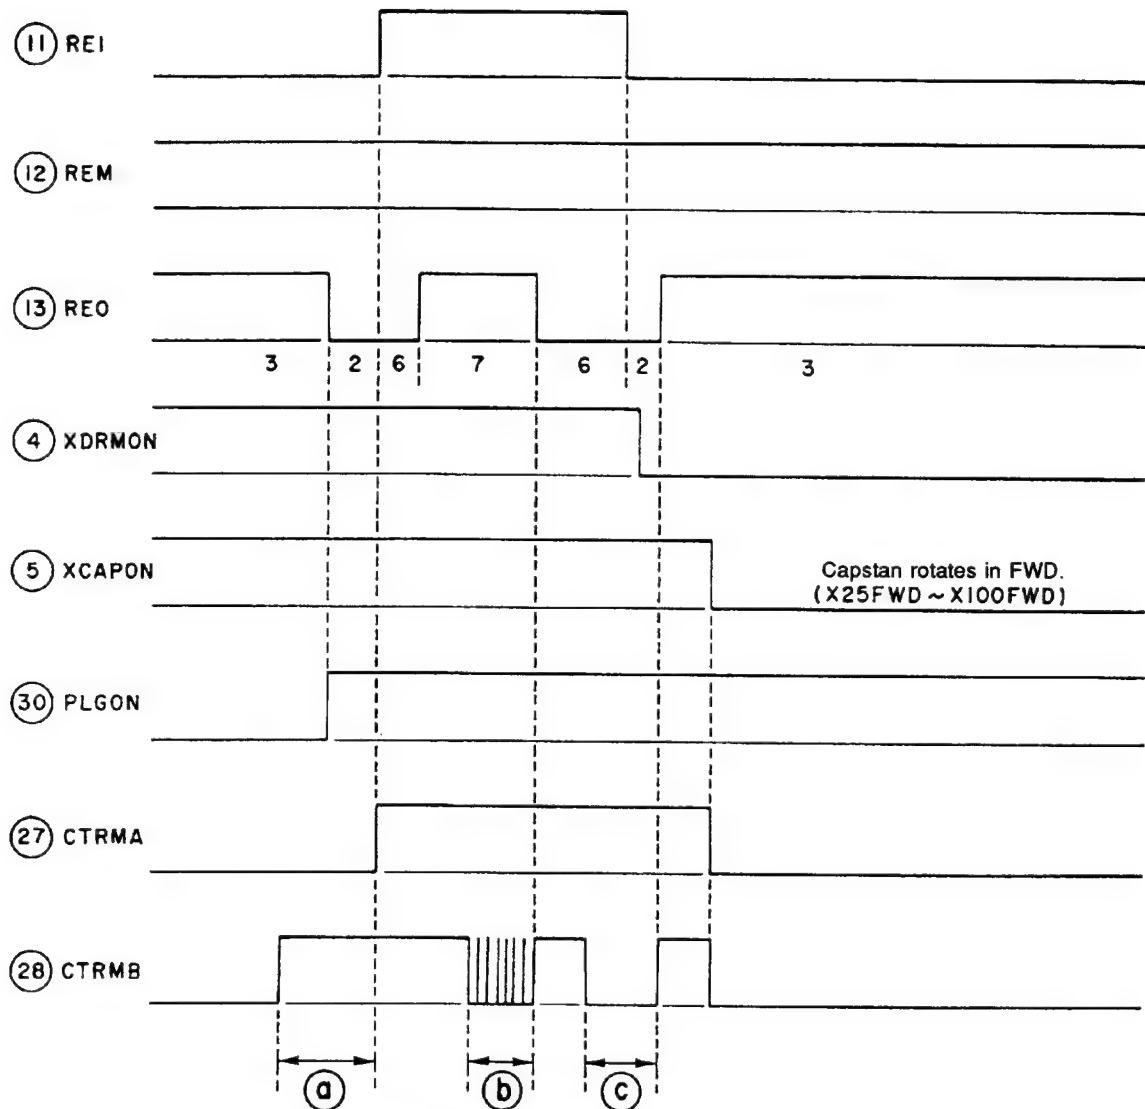 11 REI
12 REM
13 REO
3 2 6 7 6 2 3
4 XDRMON
5 XCAPON
Capstan rotates in FWD.
(X25FWD ~ X100FWD)
30 PLGON
27 CTRMA
28 CTRMB
a b c